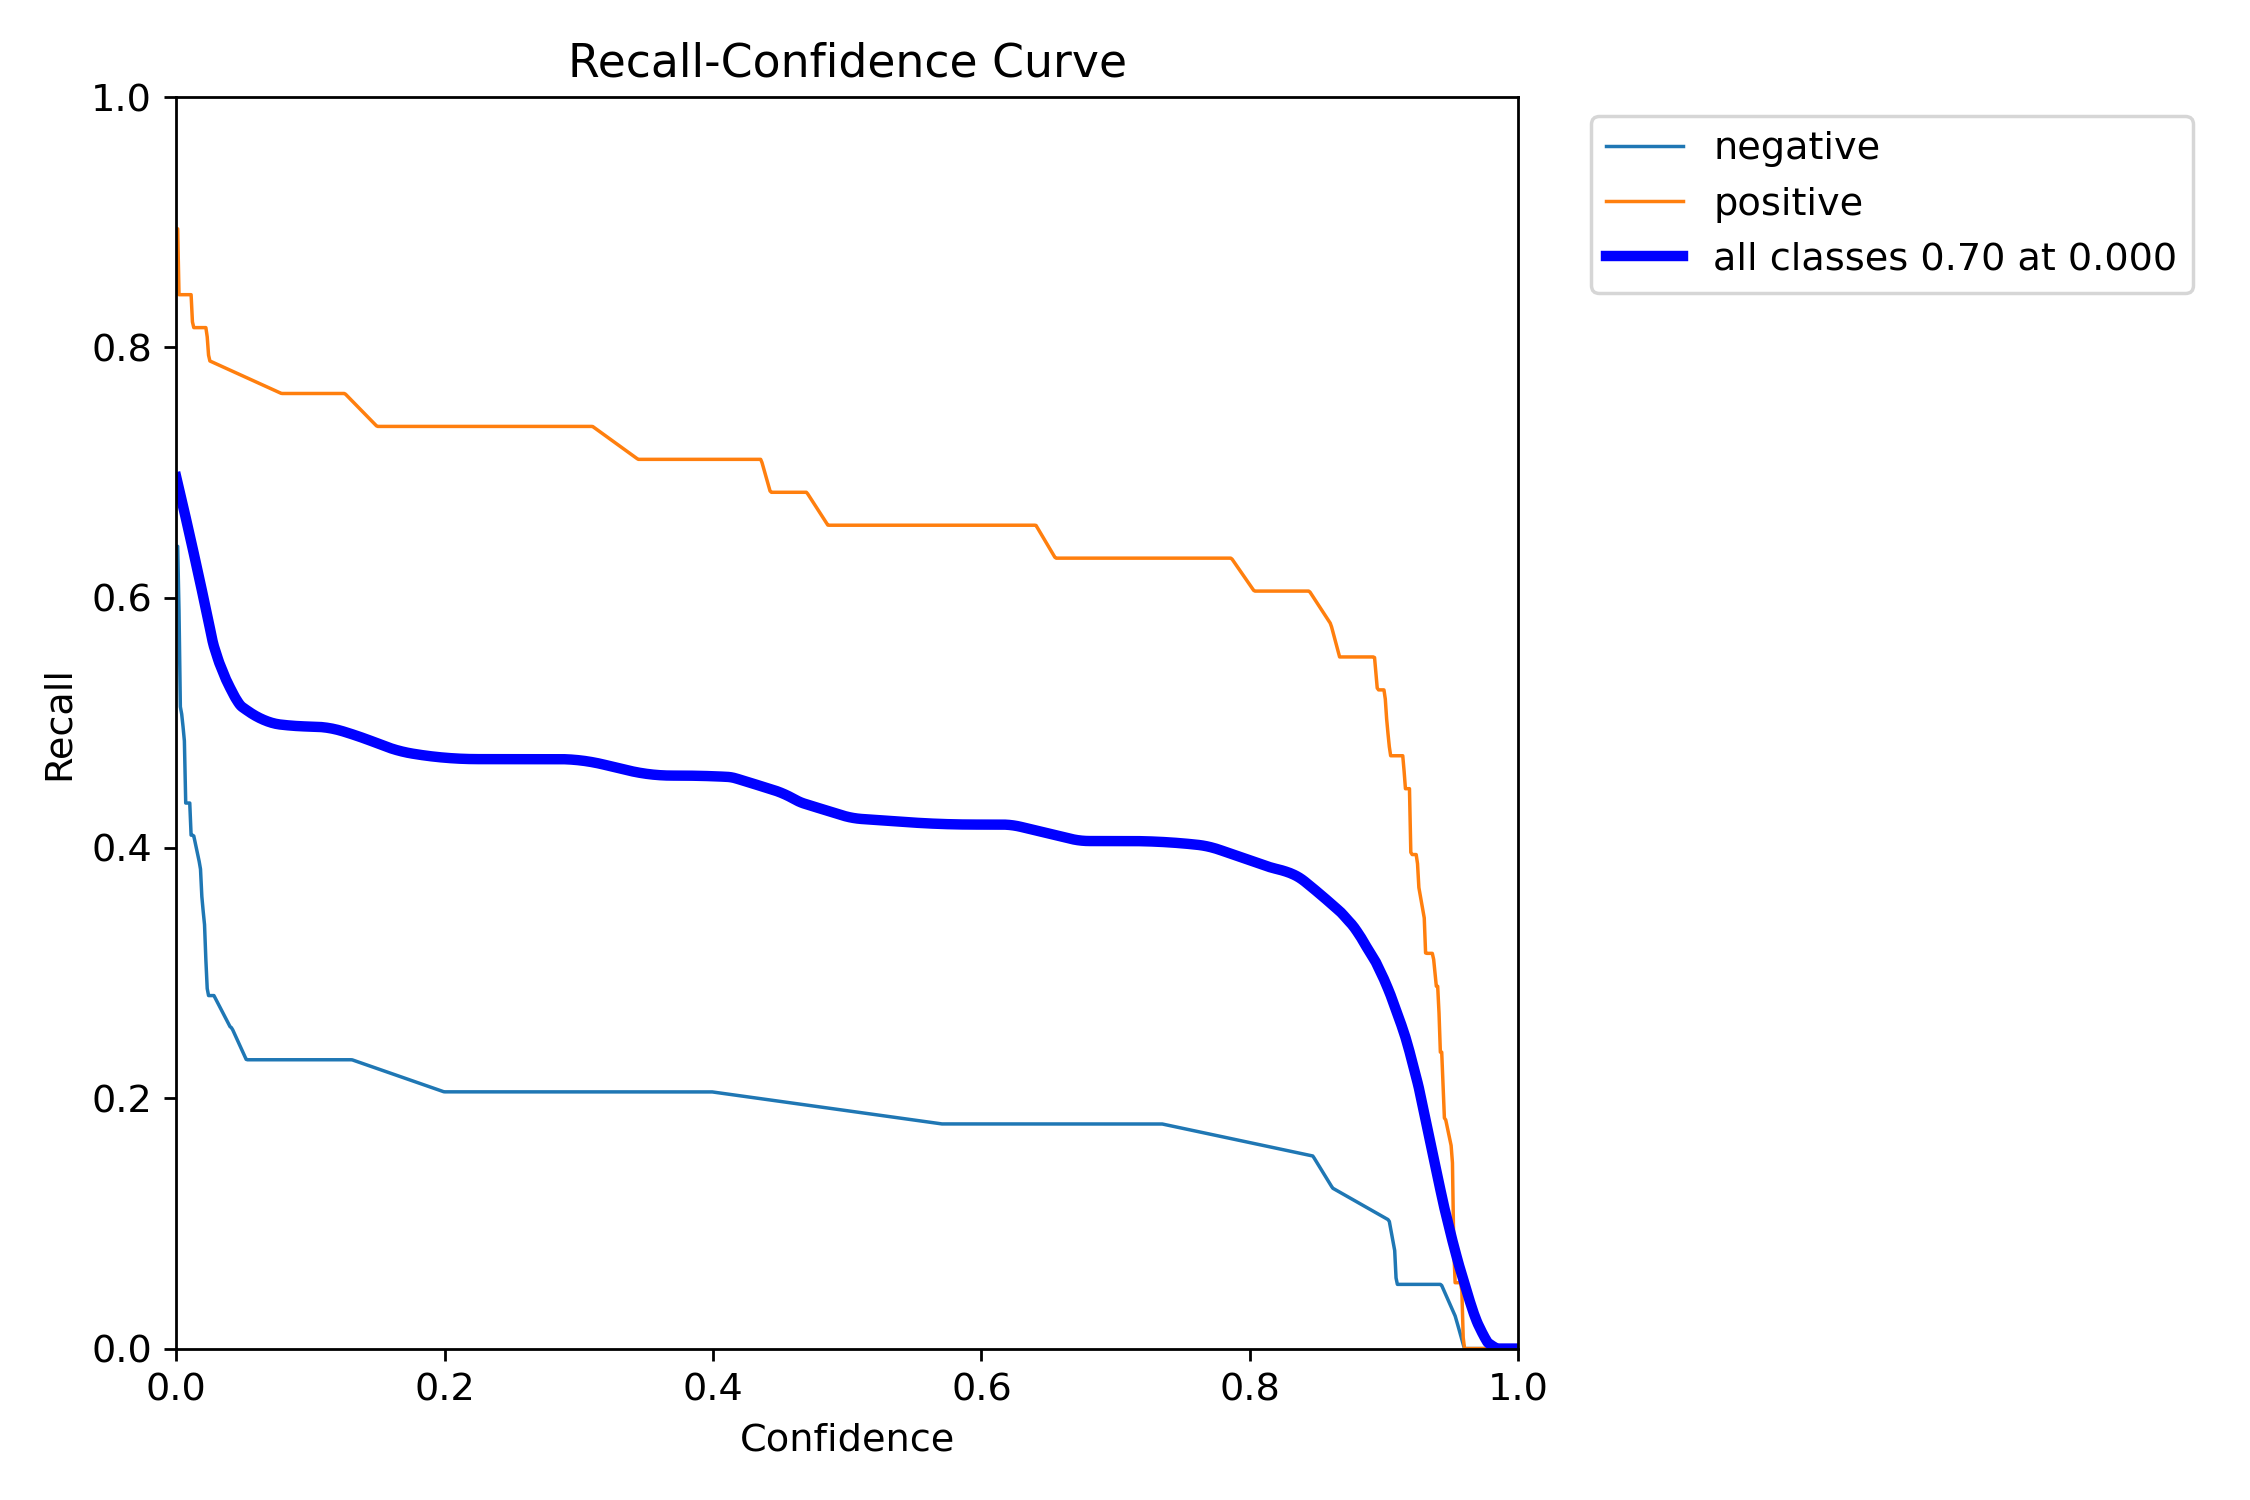 Recall-Confidence Curve
1.0
0.8
0.6
0.4
0.2
0.0
Recall
0.0 0.2 0.4 0.6 0.8 1.0
Confidence
negative
positive
all classes 0.70 at 0.000